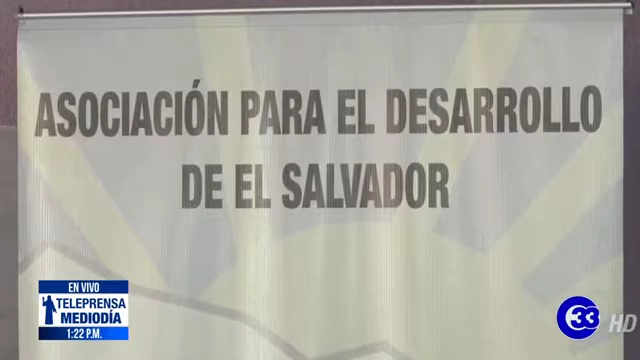 ASOCIACIÓN PARA EL DESARROLLO
DE EL SALVADOR
EN VIVO
TELEPRENSA
MEDIODÍA
1:22 P.M.
33
HD